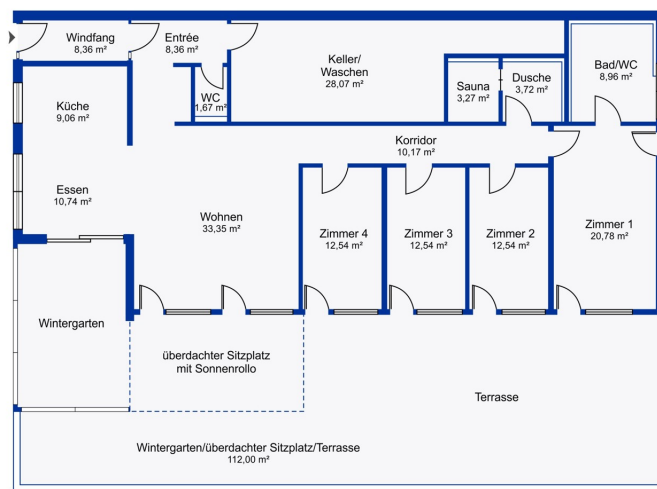 Windfang
8,36 m²
Entrée
8,36 m²
Keller/
Waschen
28,07 m²
Bad/WC
8,96 m²
Sauna
3,27 m²
Dusche
3,72 m²
WC
1,67 m²
Küche
9,06 m²
Korridor
10,17 m²
Essen
10,74 m²
Wohnen
33,35 m²
Zimmer 4
12,54 m²
Zimmer 3
12,54 m²
Zimmer 2
12,54 m²
Zimmer 1
20,78 m²
Wintergarten
überdachter Sitzplatz
mit Sonnenrollo
Terrasse
Wintergarten/überdachter Sitzplatz/Terrasse
112,00 m²